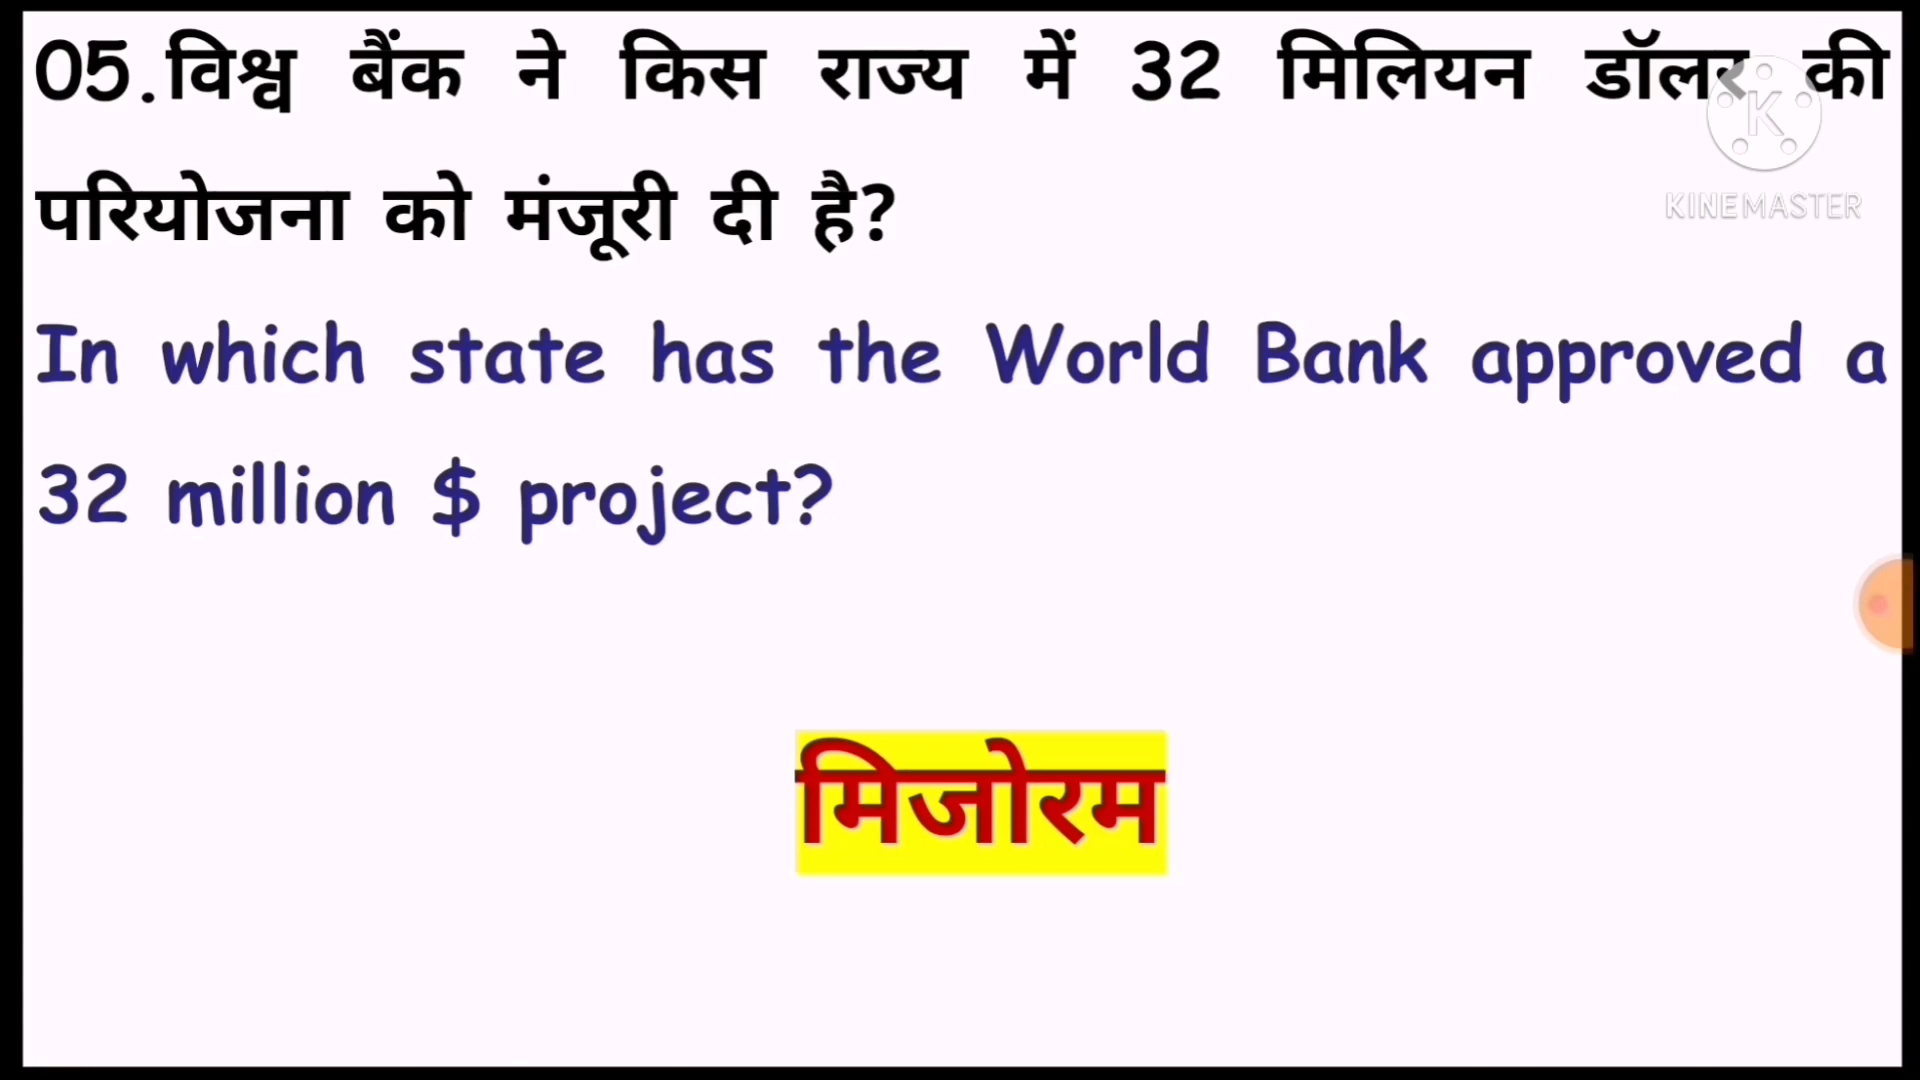 05.विश्व बैंक ने किस राज्य में 32 मिलियन डॉलर की
परियोजना को मंजूरी दी है?
K
KINEMASTER
In which state has the World Bank approved a
32 million $ project?
मिजोरम